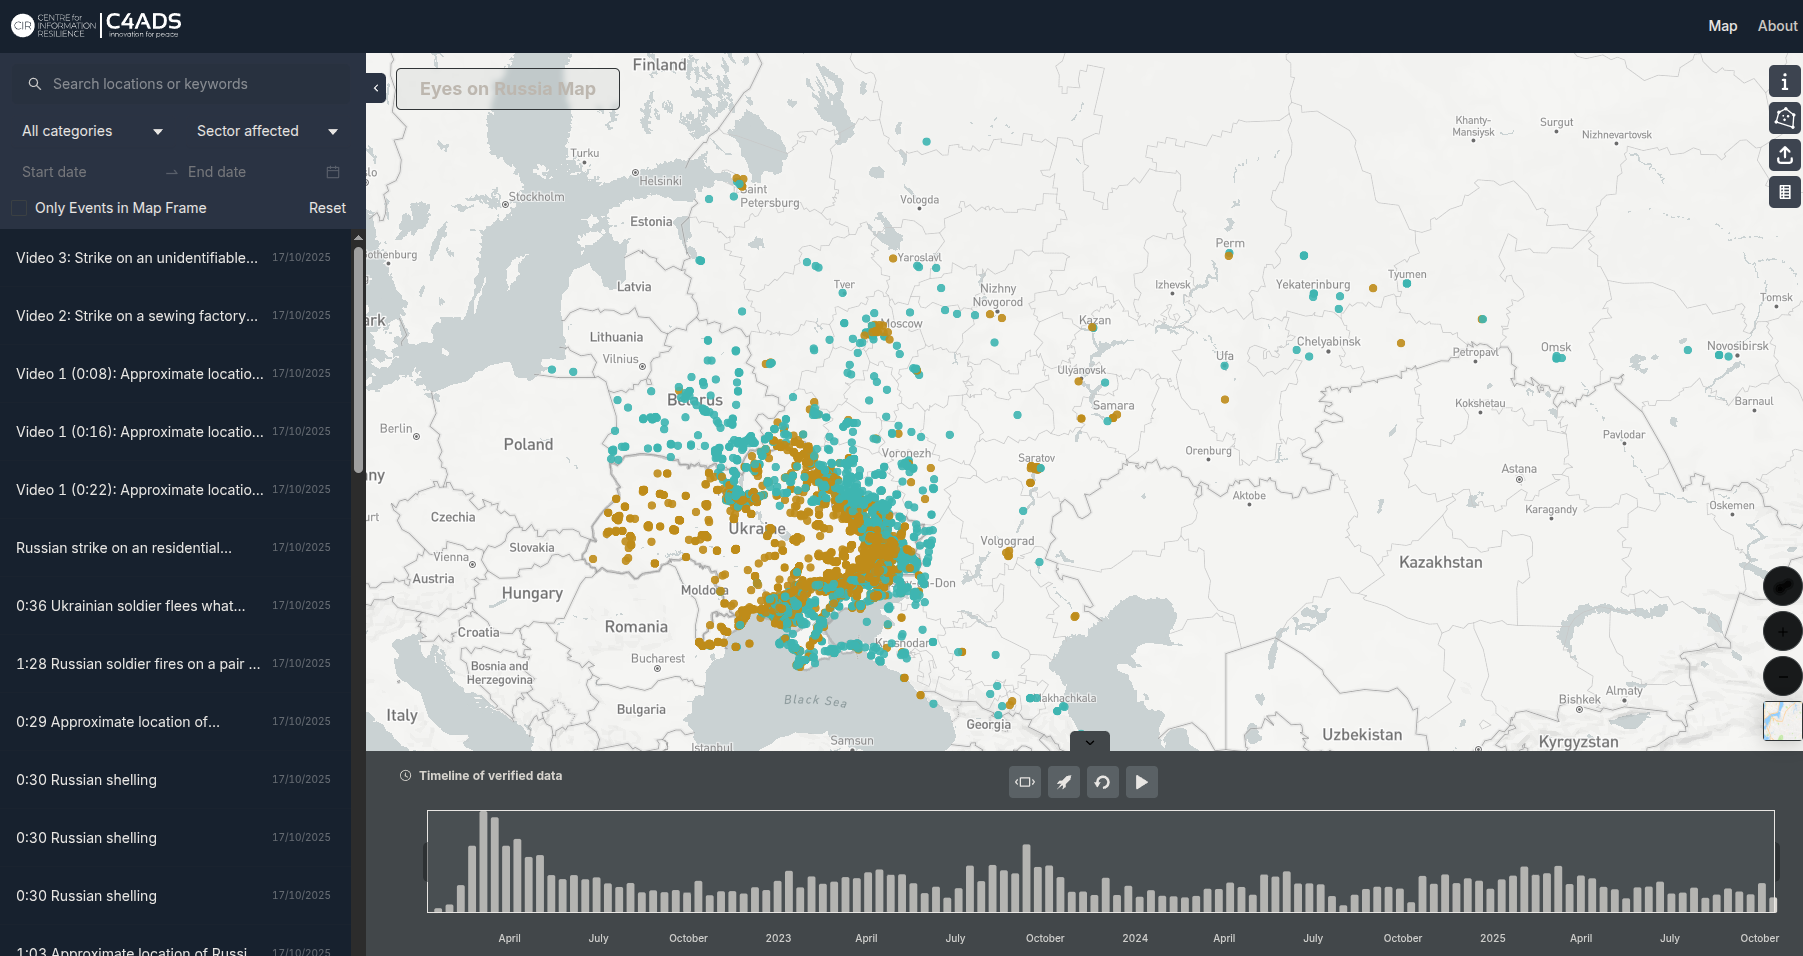 CIR
CENTRE for
INFORMATION
RESILIENCE
C4ADS
innovation for peace
Map
About
Search locations or keywords
All categories
Sector affected
Start date
End date
Only Events in Map Frame
Reset
Video 3: Strike on an unidentifiable... 17/10/2025
Video 2: Strike on a sewing factory... 17/10/2025
Video 1 (0:08): Approximate locatio... 17/10/2025
Video 1 (0:16): Approximate locatio... 17/10/2025
Video 1 (0:22): Approximate locatio... 17/10/2025
Russian strike on an residential... 17/10/2025
0:36 Ukrainian soldier flees what... 17/10/2025
1:28 Russian soldier fires on a pair ... 17/10/2025
0:29 Approximate location of... 17/10/2025
0:30 Russian shelling 17/10/2025
0:30 Russian shelling 17/10/2025
0:30 Russian shelling 17/10/2025
1:03 Approximate location of Russi... 17/10/2025
Eyes on Russia Map
Finland
Khanty-
Mansiysk
Surgut
Nizhnevartovsk
Turku
Helsinki
Saint
Petersburg
Stockholm
Vologda
Estonia
Perm
othenburg
Yaroslavl
Tyumen
Latvia
Tver
Nizhny
Novgorod
Izhevsk
Yekaterinburg
Tomsk
ark
Moscow
Kazan
Lithuania
Chelyabinsk
Petropavl
Omsk
Novosibirsk
Vilnius
Ufa
Ulyanovsk
Belarus
Samara
Kokshetau
Barnaul
Berlin
Poland
Pavlodar
Voronezh
Saratov
Orenburg
Astana
ny
Aktobe
Karagandy
Oskemen
urt
Czechia
Ukraine
Volgograd
Slovakia
Vienna
Kazakhstan
Austria
-Don
Hungary
Moldo
Romania
Croatia
Krasnodar
Bucharest
Bosnia and
Herzegovina
Makhachkala
Bishkek
Almaty
Black Sea
Italy
Bulgaria
Georgia
Uzbekistan
Kyrgyzstan
Istanbul
Samsun
Timeline of verified data
April
July
October
2023
April
July
October
2024
April
July
October
2025
April
July
October